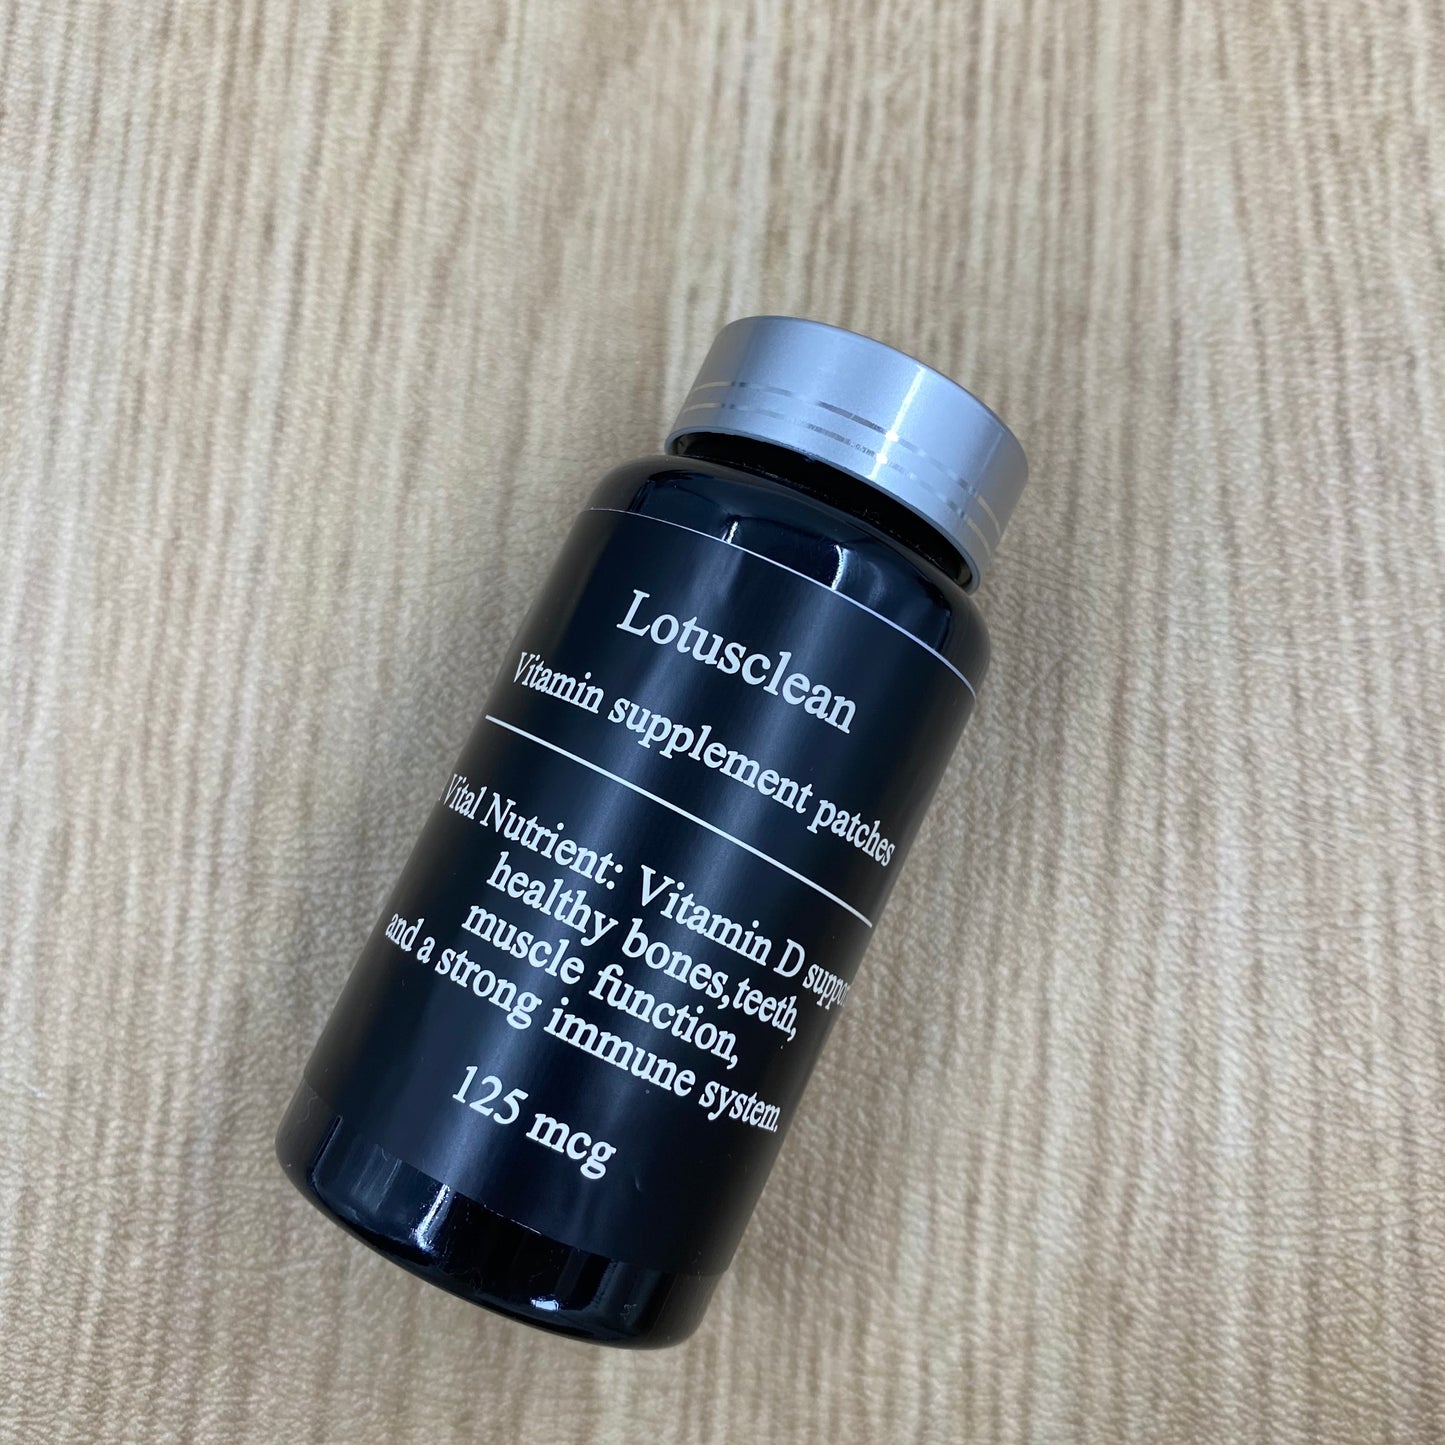 Lotusclean
Vitamin supplement patches
Vital Nutrient: Vitamin D
healthy bones,teeth,
muscle function,
and a strong immune system.
125 mcg